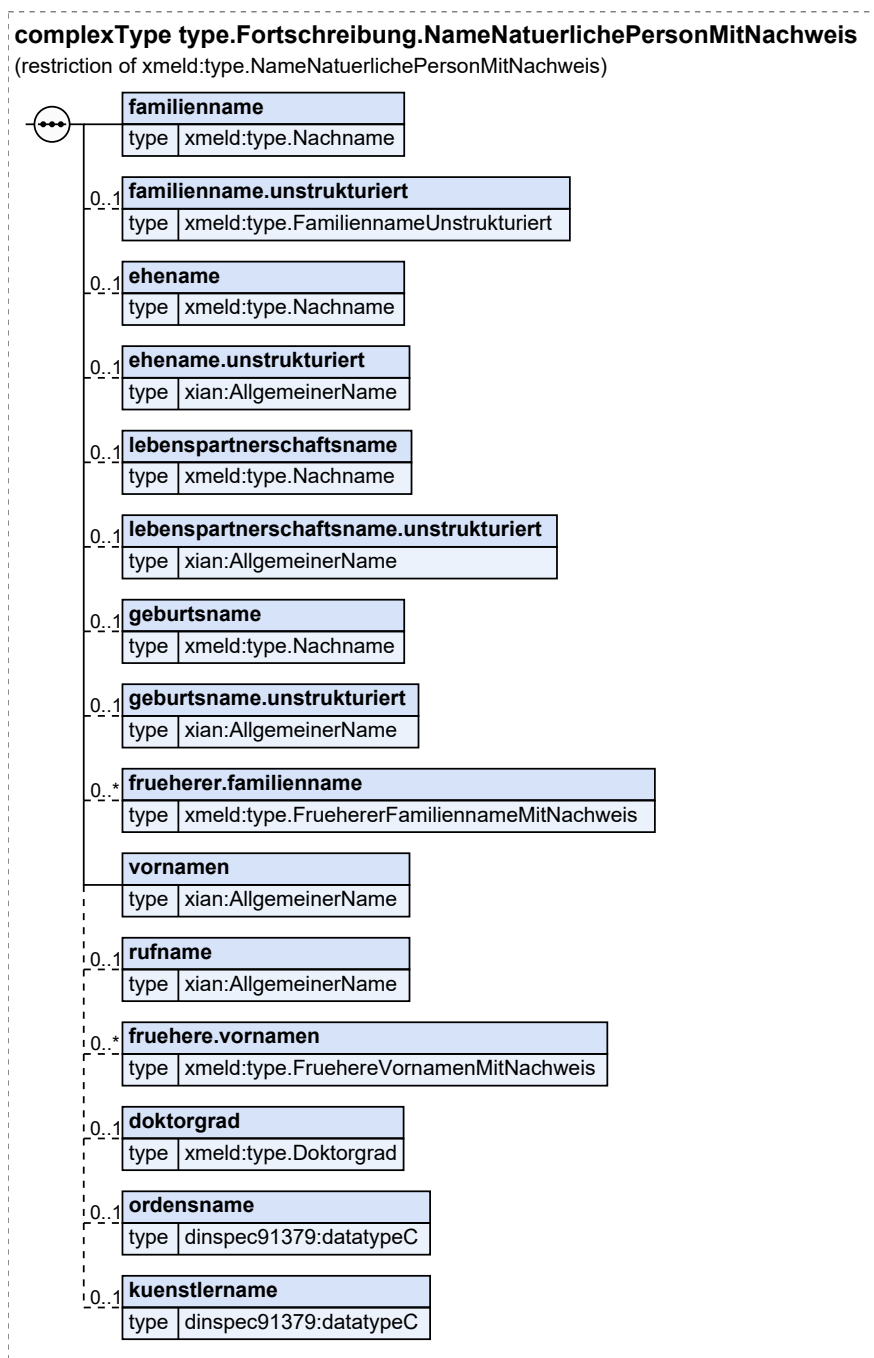 complexType type.Fortschreibung.NameNatuerlichePersonMitNachweis
(restriction of xmeld:type.NameNatuerlichePersonMitNachweis)
familienname
type xmeld:type.Nachname
0..1 familienname.unstrukturiert
type xmeld:type.FamiliennameUnstrukturiert
0..1 ehename
type xmeld:type.Nachname
0..1 ehename.unstrukturiert
type xian:AllgemeinerName
0..1 lebenspartnerschaftsname
type xmeld:type.Nachname
0..1 lebenspartnerschaftsname.unstrukturiert
type xian:AllgemeinerName
0..1 geburtsname
type xmeld:type.Nachname
0..1 geburtsname.unstrukturiert
type xian:AllgemeinerName
0..* frueherer.familienname
type xmeld:type.FruehererFamiliennameMitNachweis
vornamen
type xian:AllgemeinerName
0..1 rufname
type xian:AllgemeinerName
0..* fruehere.vornamen
type xmeld:type.FruehereVornamenMitNachweis
0..1 doktorgrad
type xmeld:type.Doktorgrad
0..1 ordensname
type dinspec91379:datatypeC
0..1 kuenstlername
type dinspec91379:datatypeC